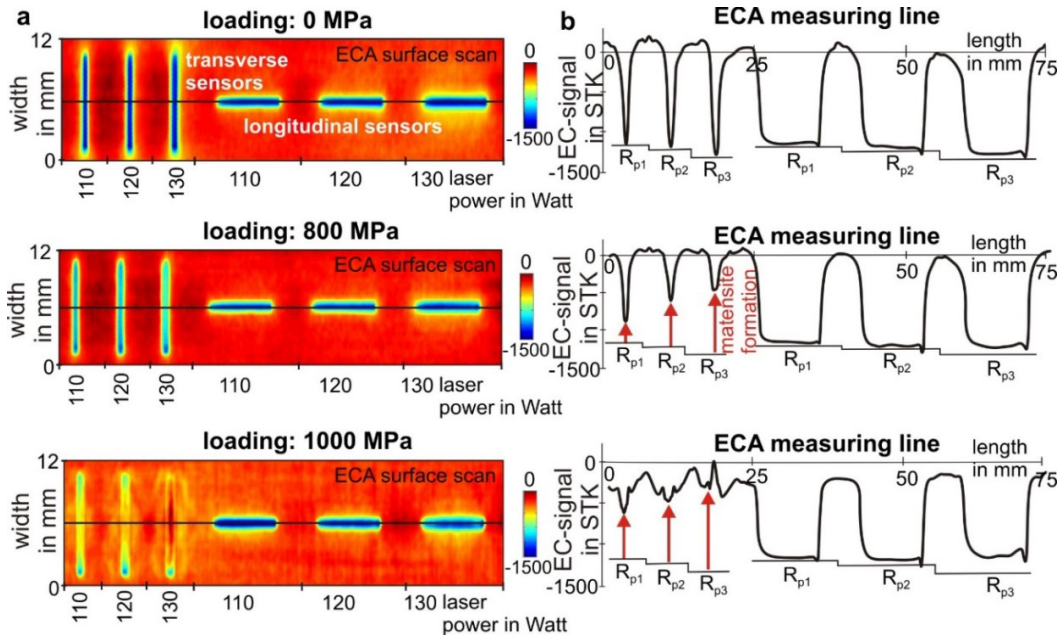 a
loading: 0 MPa
12
width
in mm
0
transverse
sensors
ECA surface scan
longitudinal sensors
0
-1500
110
120
130
110
120
130 laser
power in Watt
b
ECA measuring line
0
EC-signal
in STK
-1500
0
25
50
75
length
in mm
Rp1
Rp2
Rp3
Rp1
Rp2
Rp3
loading: 800 MPa
12
width
in mm
0
ECA surface scan
0
-1500
110
120
130
110
120
130 laser
power in Watt
ECA measuring line
0
EC-signal
in STK
-1500
0
25
50
75
length
in mm
matensite
formation
Rp1
Rp2
Rp3
Rp1
Rp2
Rp3
loading: 1000 MPa
12
width
in mm
0
ECA surface scan
0
-1500
110
120
130
110
120
130 laser
power in Watt
ECA measuring line
0
EC-signal
in STK
-1500
25
50
75
length
in mm
Rp1
Rp2
Rp3
Rp1
Rp2
Rp3